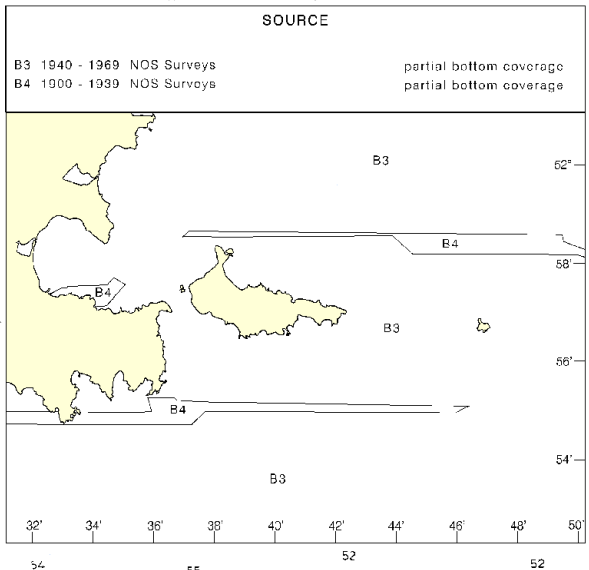 SOURCE
B3 1940 - 1969 NOS Surveys partial bottom coverage
B4 1900 - 1939 NOS Surveys partial bottom coverage
B3
52°
B4
58'
B4
B3
56'
B4
54'
B3
32' 34' 36' 38' 40' 42' 44' 46' 48' 50'
54 55 52 52